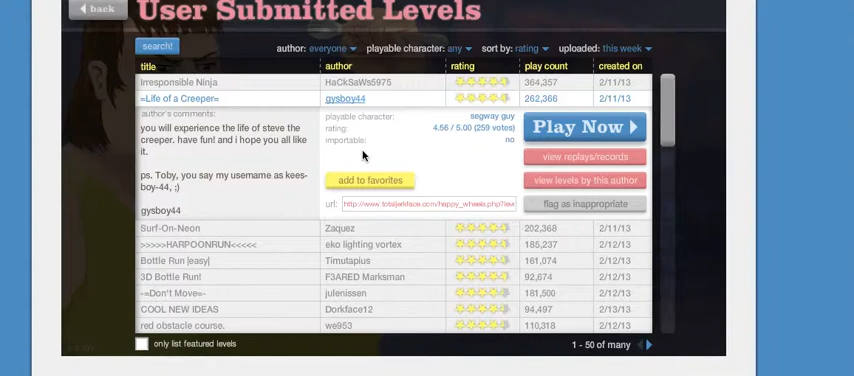 back
User Submitted Levels
search!
author: everyone playable character: any sort by: rating uploaded: this week
title author rating play count created on
Irresponsible Ninja HaCkSaWs5975 364,357 2/11/13
=Life of a Creeper= gysboy44 262,366 2/11/13
author's comments:
you will experience the life of steve the
creeper. have fun! and i hope you all like
it.
ps. Toby, you say my username as kees-
boy-44, ;)
gysboy44
playable character: segway guy
rating: 4.56 / 5.00 (259 votes)
importable: no
add to favorites
url: http://www.totaljerkface.com/happy_wheels.php?lev
Play Now
view replays/records
view levels by this author
flag as inappropriate
Surf-On-Neon Zaquez 202,368 2/11/13
>>>>>HARPOONRUN<<<<< eko lighting vortex 185,237 2/12/13
Bottle Run |easy| Timutapius 161,074 2/12/13
3D Bottle Run! F3ARED Marksman 92,674 2/12/13
-=Don't Move=- julenissen 181,500 2/12/13
COOL NEW IDEAS Dorkface12 94,497 2/13/13
red obstacle course. we953 110,318 2/12/13
only list featured levels
1 - 50 of many